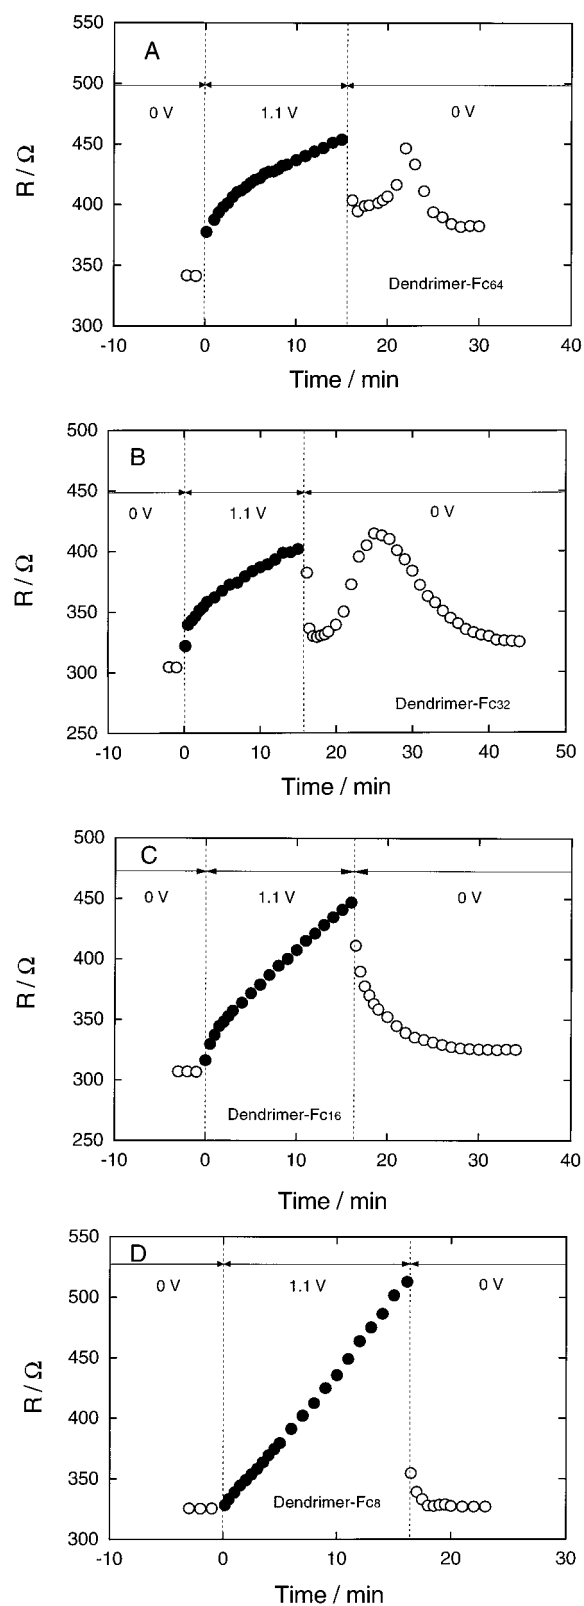 550
A
500
0 V 1.1 V 0 V
450
R / Ω
400
350
Dendrimer-Fc64
300
-10 0 10 20 30 40
Time / min
500
B
450
0 V 1.1 V 0 V
400
R / Ω
350
300
Dendrimer-Fc32
250
-10 0 10 20 30 40 50
Time / min
500
C
450
0 V 1.1 V 0 V
400
R / Ω
350
300
Dendrimer-Fc16
250
-10 0 10 20 30 40
Time / min
550
D
500
0 V 1.1 V 0 V
450
R / Ω
400
350
Dendrimer-Fc8
300
-10 0 10 20 30
Time / min